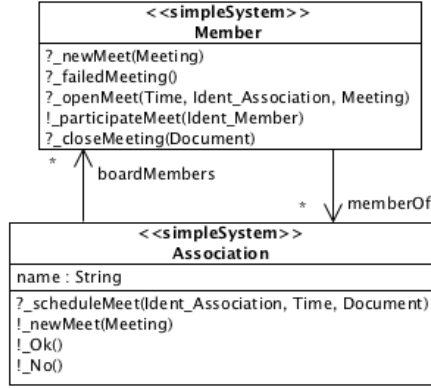 <<simpleSystem>>
Member
?_newMeet(Meeting)
?_failedMeeting()
?_openMeet(Time, Ident_Association, Meeting)
!_participateMeet(Ident_Member)
?_closeMeeting(Document)
*
boardMembers
*
memberOf
<<simpleSystem>>
Association
name : String
?_scheduleMeet(Ident_Association, Time, Document)
!_newMeet(Meeting)
!_Ok()
!_No()